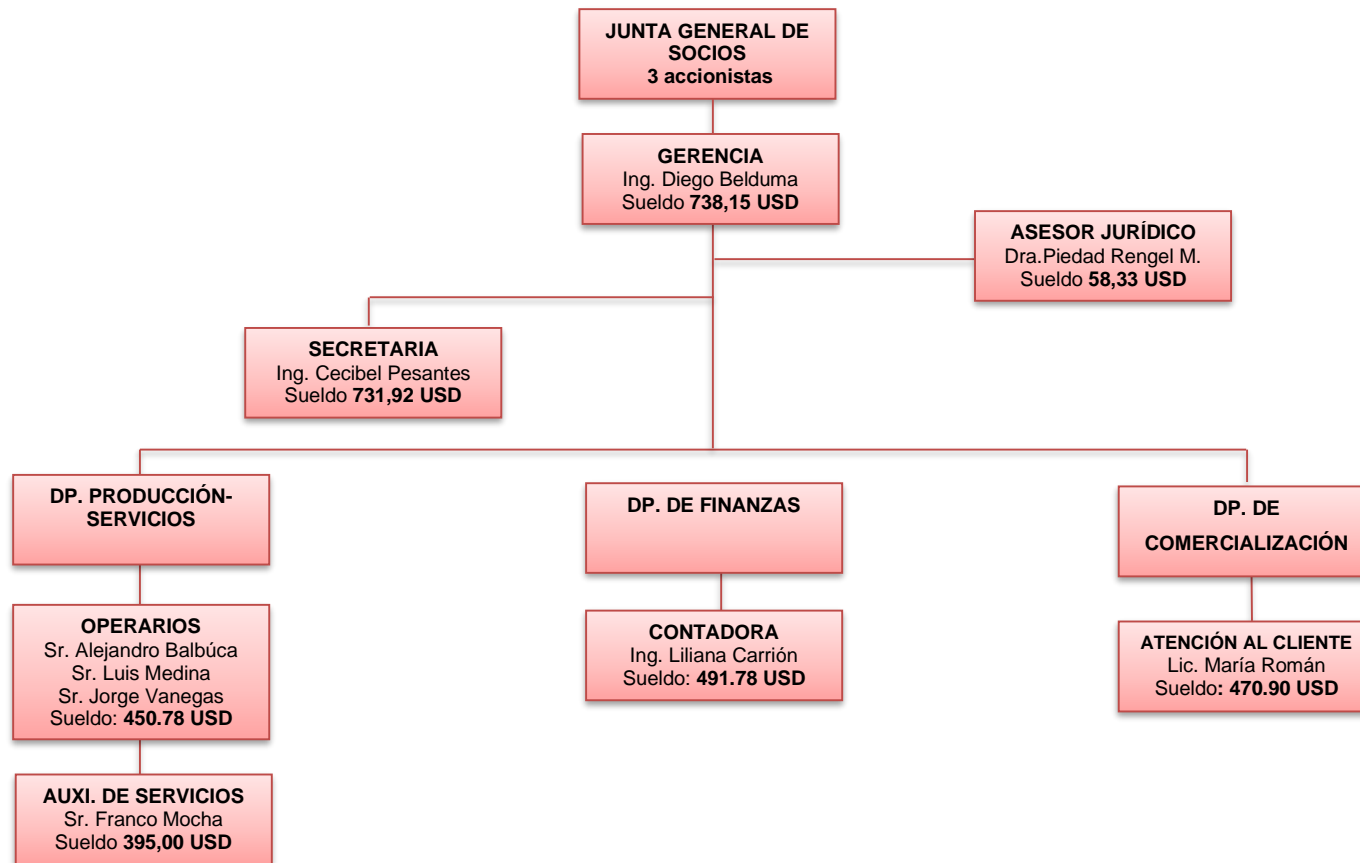 JUNTA GENERAL DE
SOCIOS
3 accionistas
GERENCIA
Ing. Diego Belduma
Sueldo 738,15 USD
ASESOR JURÍDICO
Dra.Piedad Rengel M.
Sueldo 58,33 USD
SECRETARIA
Ing. Cecibel Pesantes
Sueldo 731,92 USD
DP. PRODUCCIÓN-
SERVICIOS
OPERARIOS
Sr. Alejandro Balbúca
Sr. Luis Medina
Sr. Jorge Vanegas
Sueldo: 450.78 USD
AUXI. DE SERVICIOS
Sr. Franco Mocha
Sueldo 395,00 USD
DP. DE FINANZAS
CONTADORA
Ing. Liliana Carrión
Sueldo: 491.78 USD
DP. DE
COMERCIALIZACIÓN
ATENCIÓN AL CLIENTE
Lic. María Román
Sueldo: 470.90 USD